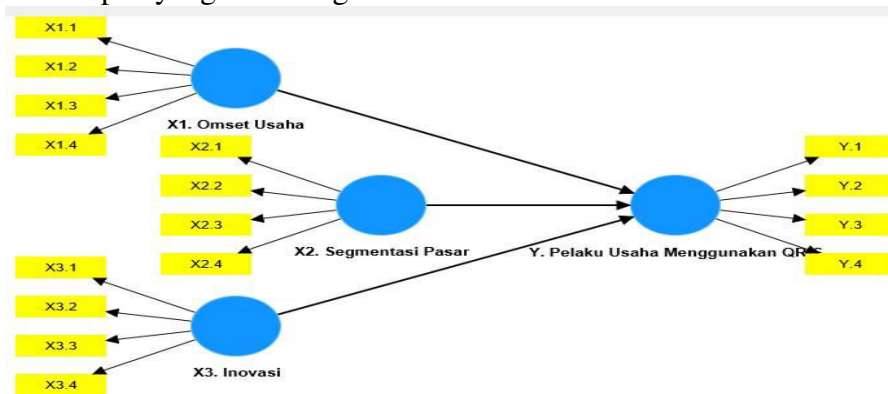 X1.1
X1.2
X1.3
X1.4
X1. Omset Usaha
X2.1
X2.2
X2.3
X2.4
X2. Segmentasi Pasar
X3.1
X3.2
X3.3
X3.4
X3. Inovasi
Y. Pelaku Usaha Menggunakan QRIS
Y.1
Y.2
Y.3
Y.4